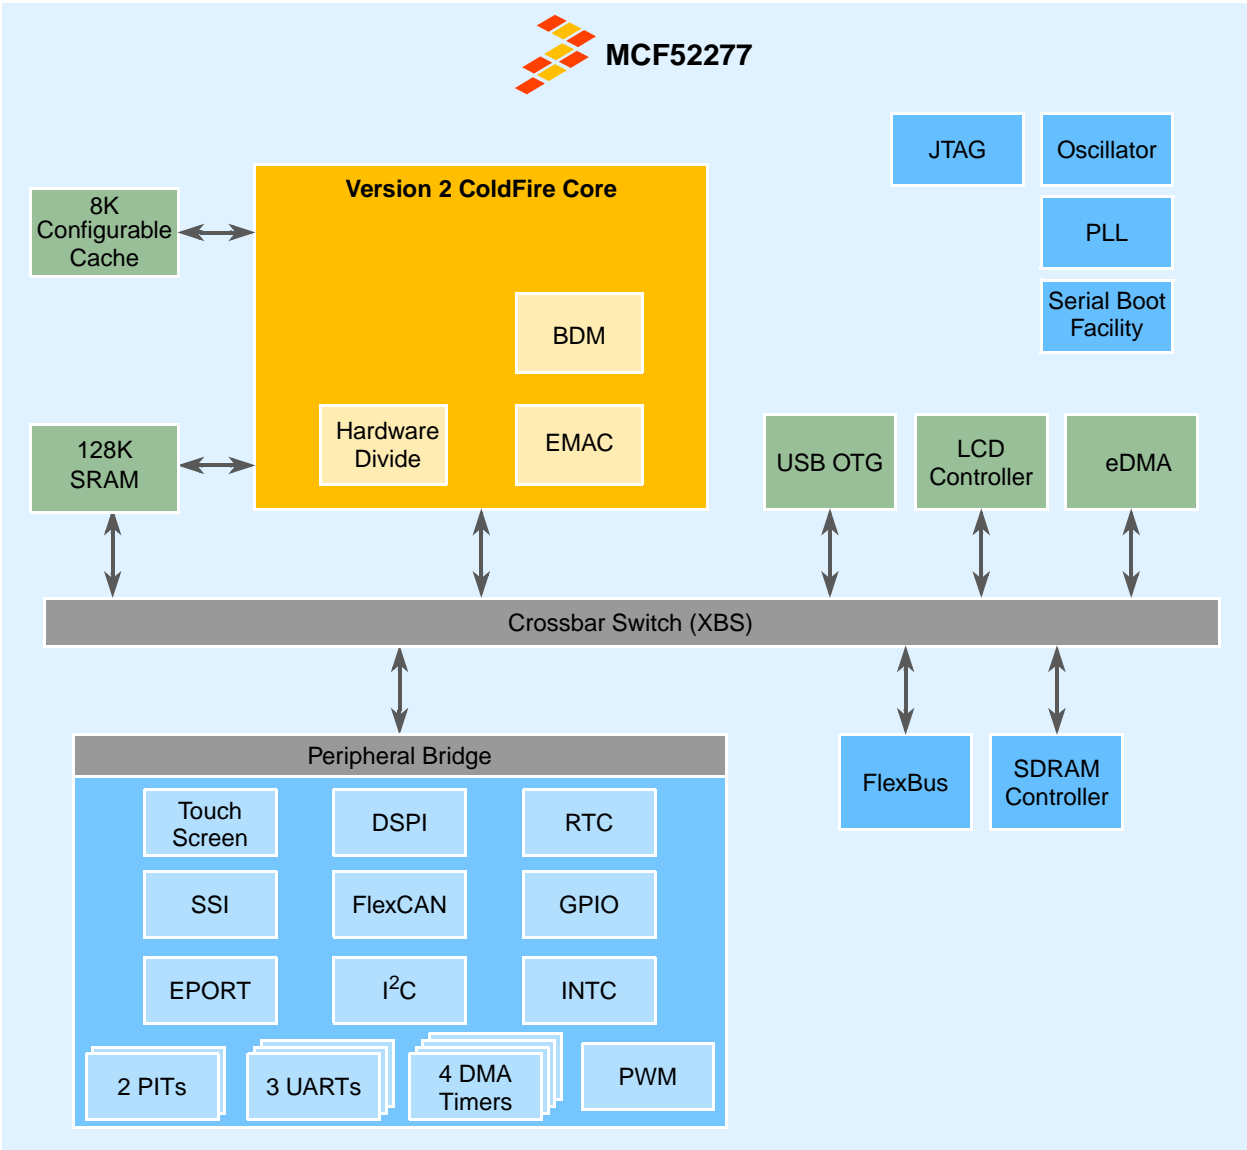 MCF52277
JTAG
Oscillator
Version 2 ColdFire Core
8K
Configurable
Cache
PLL
Serial Boot
Facility
BDM
Hardware
Divide
EMAC
128K
SRAM
USB OTG
LCD
Controller
eDMA
Crossbar Switch (XBS)
Peripheral Bridge
FlexBus
SDRAM
Controller
Touch
Screen
DSPI
RTC
SSI
FlexCAN
GPIO
EPORT
I²C
INTC
2 PITs
3 UARTs
4 DMA
Timers
PWM